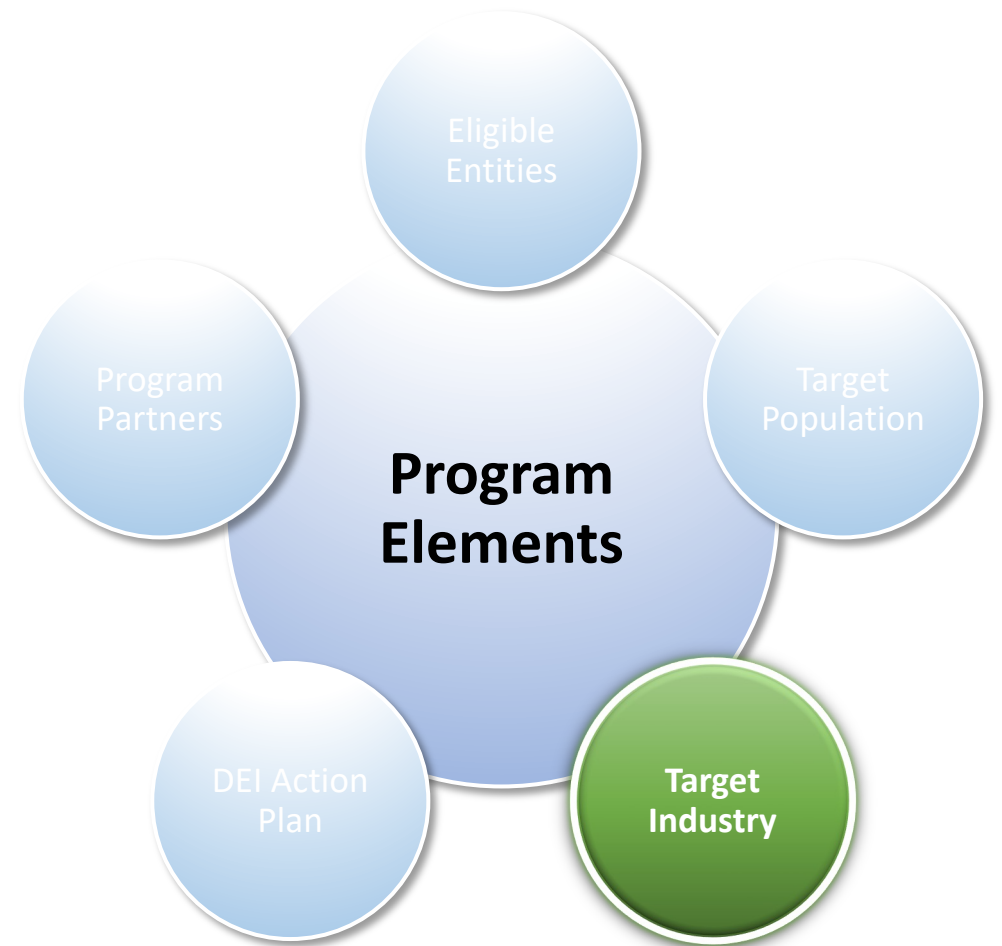 Eligible
Entities
Program
Partners
Target
Population
Program
Elements
DEI Action
Plan
Target
Industry